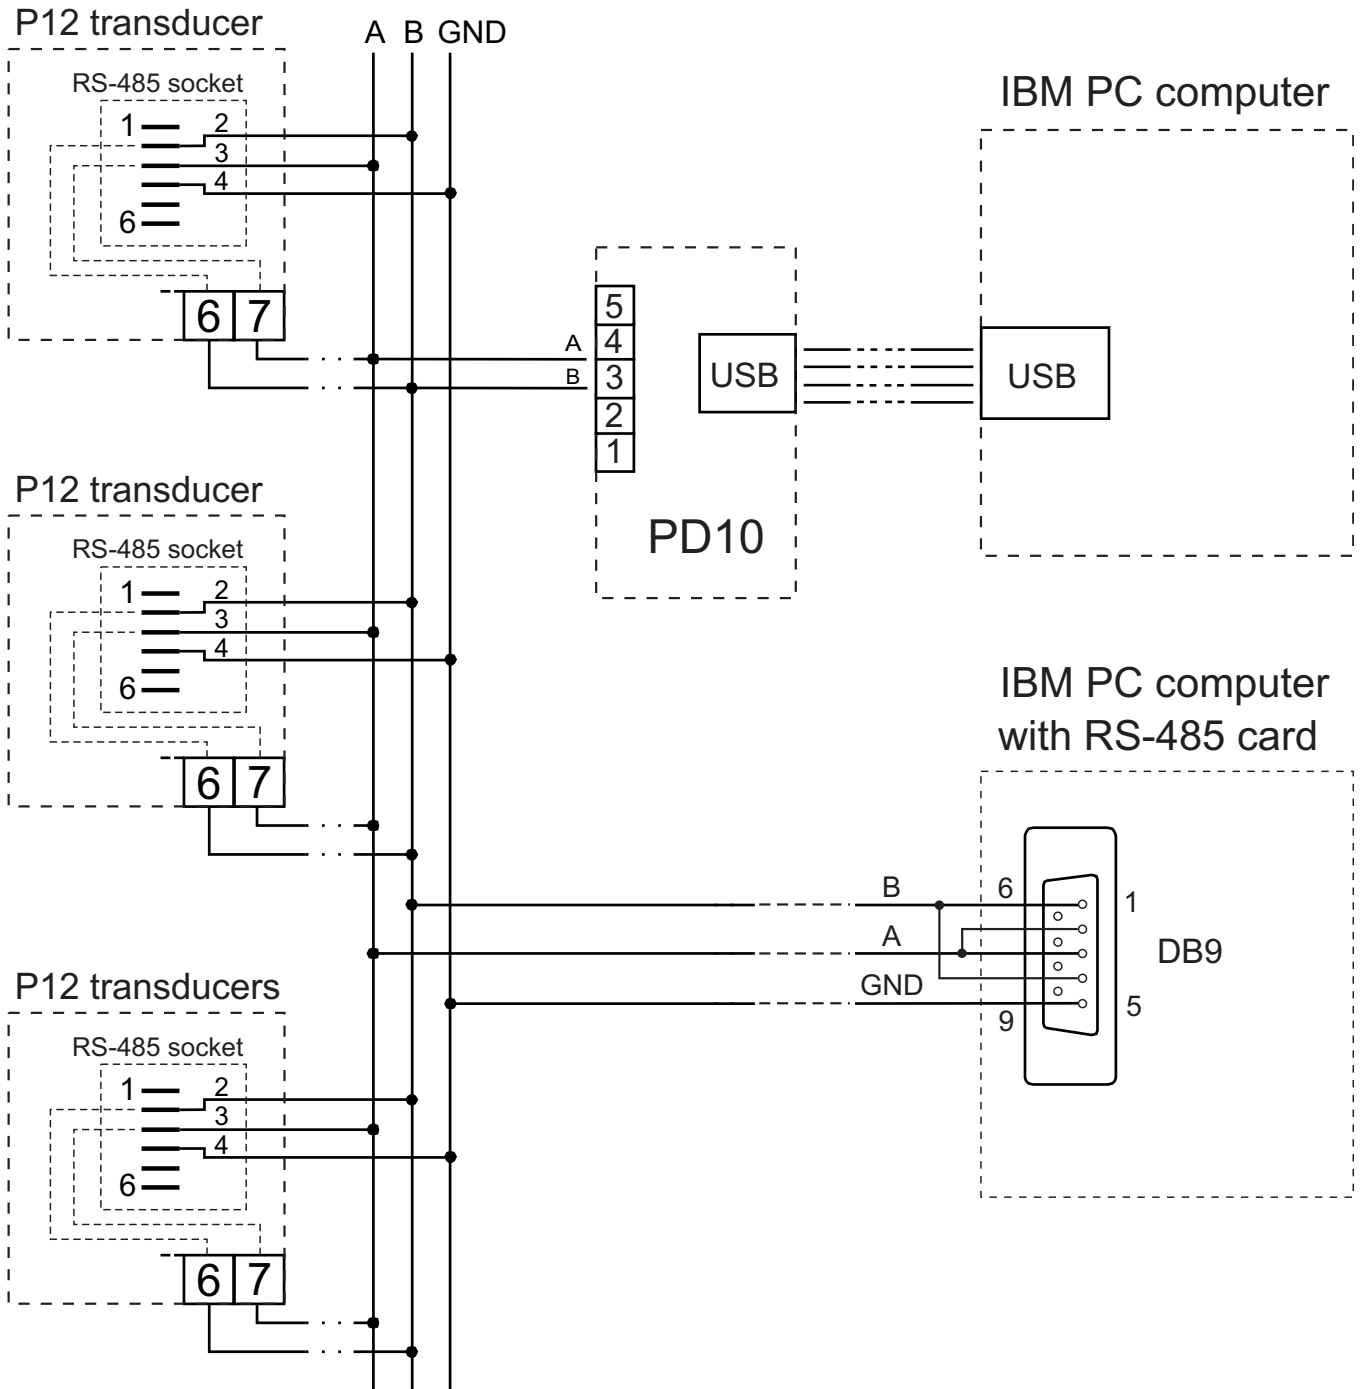 P12 transducer
A B GND
RS-485 socket
1
2
3
4
6
6 7
IBM PC computer
A
B
5
4
3
2
1
USB
USB
PD10
P12 transducer
RS-485 socket
1
2
3
4
6
6 7
IBM PC computer
with RS-485 card
B
A
GND
6
9
1
5
DB9
P12 transducers
RS-485 socket
1
2
3
4
6
6 7